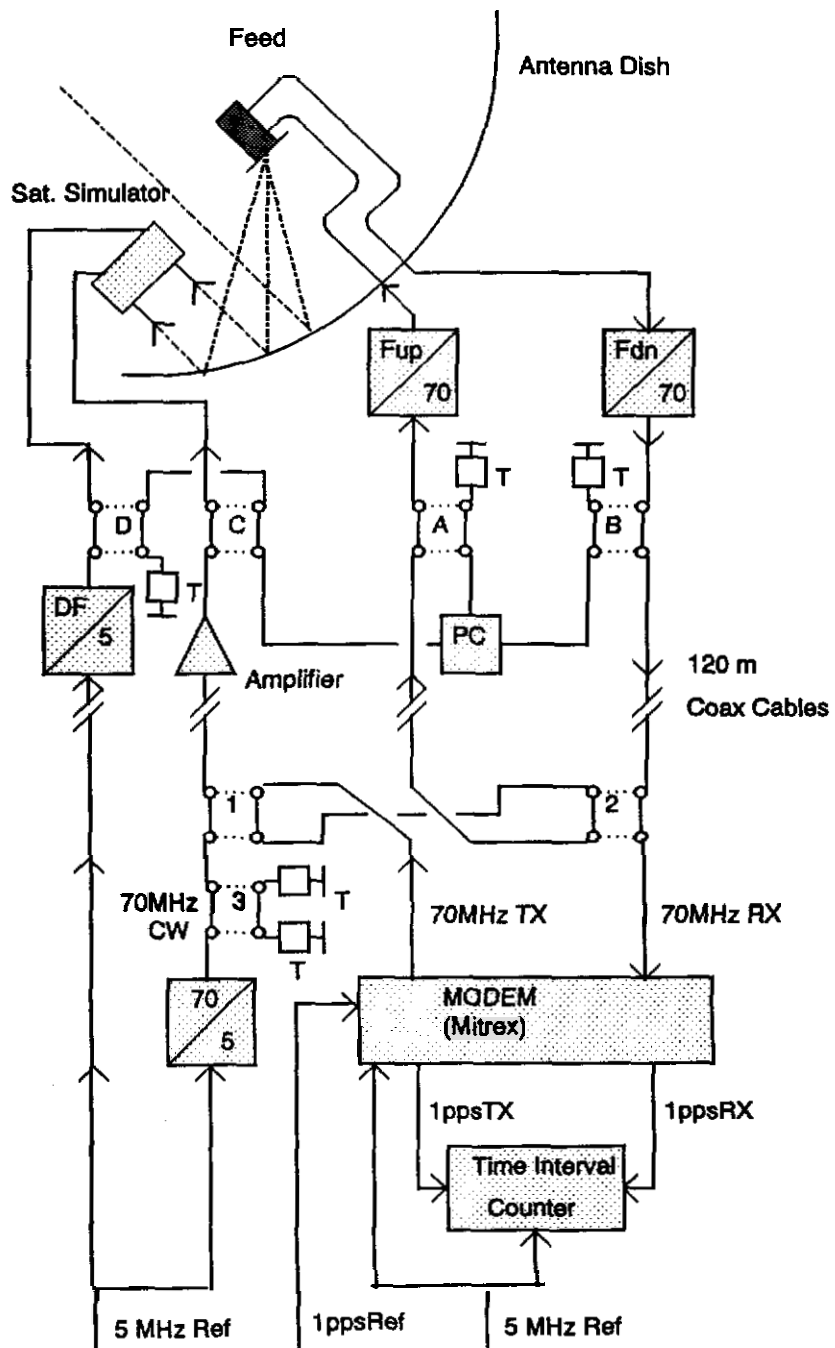 Feed
Antenna Dish
Sat. Simulator
Fup
70
Fdn
70
T
T
D
C
A
B
T
DF
5
PC
Amplifier
120 m
Coax Cables
1
2
70MHz
CW
3
T
T
70MHz TX
70MHz RX
70
5
MODEM
(Mitrex)
1ppsTX
1ppsRX
Time Interval
Counter
5 MHz Ref
1ppsRef
5 MHz Ref